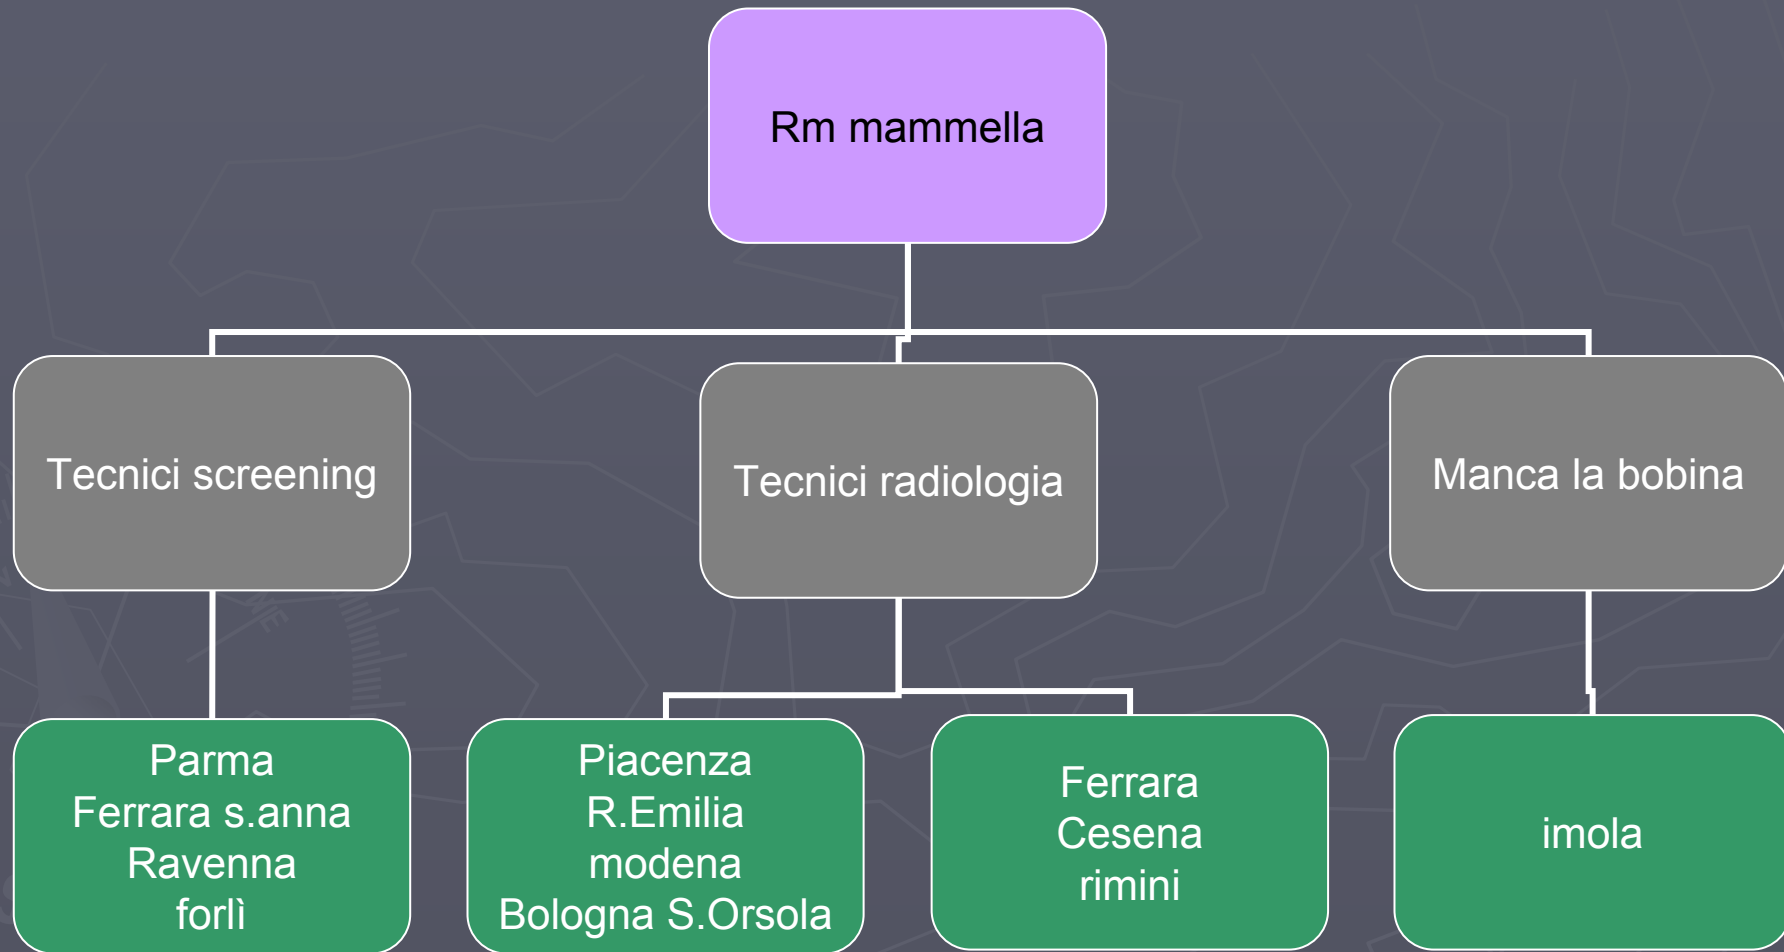 Rm mammella
Tecnici screening
Tecnici radiologia
Manca la bobina
Parma
Ferrara s.anna
Ravenna
forlì
Piacenza
R.Emilia
modena
Bologna S.Orsola
Ferrara
Cesena
rimini
imola